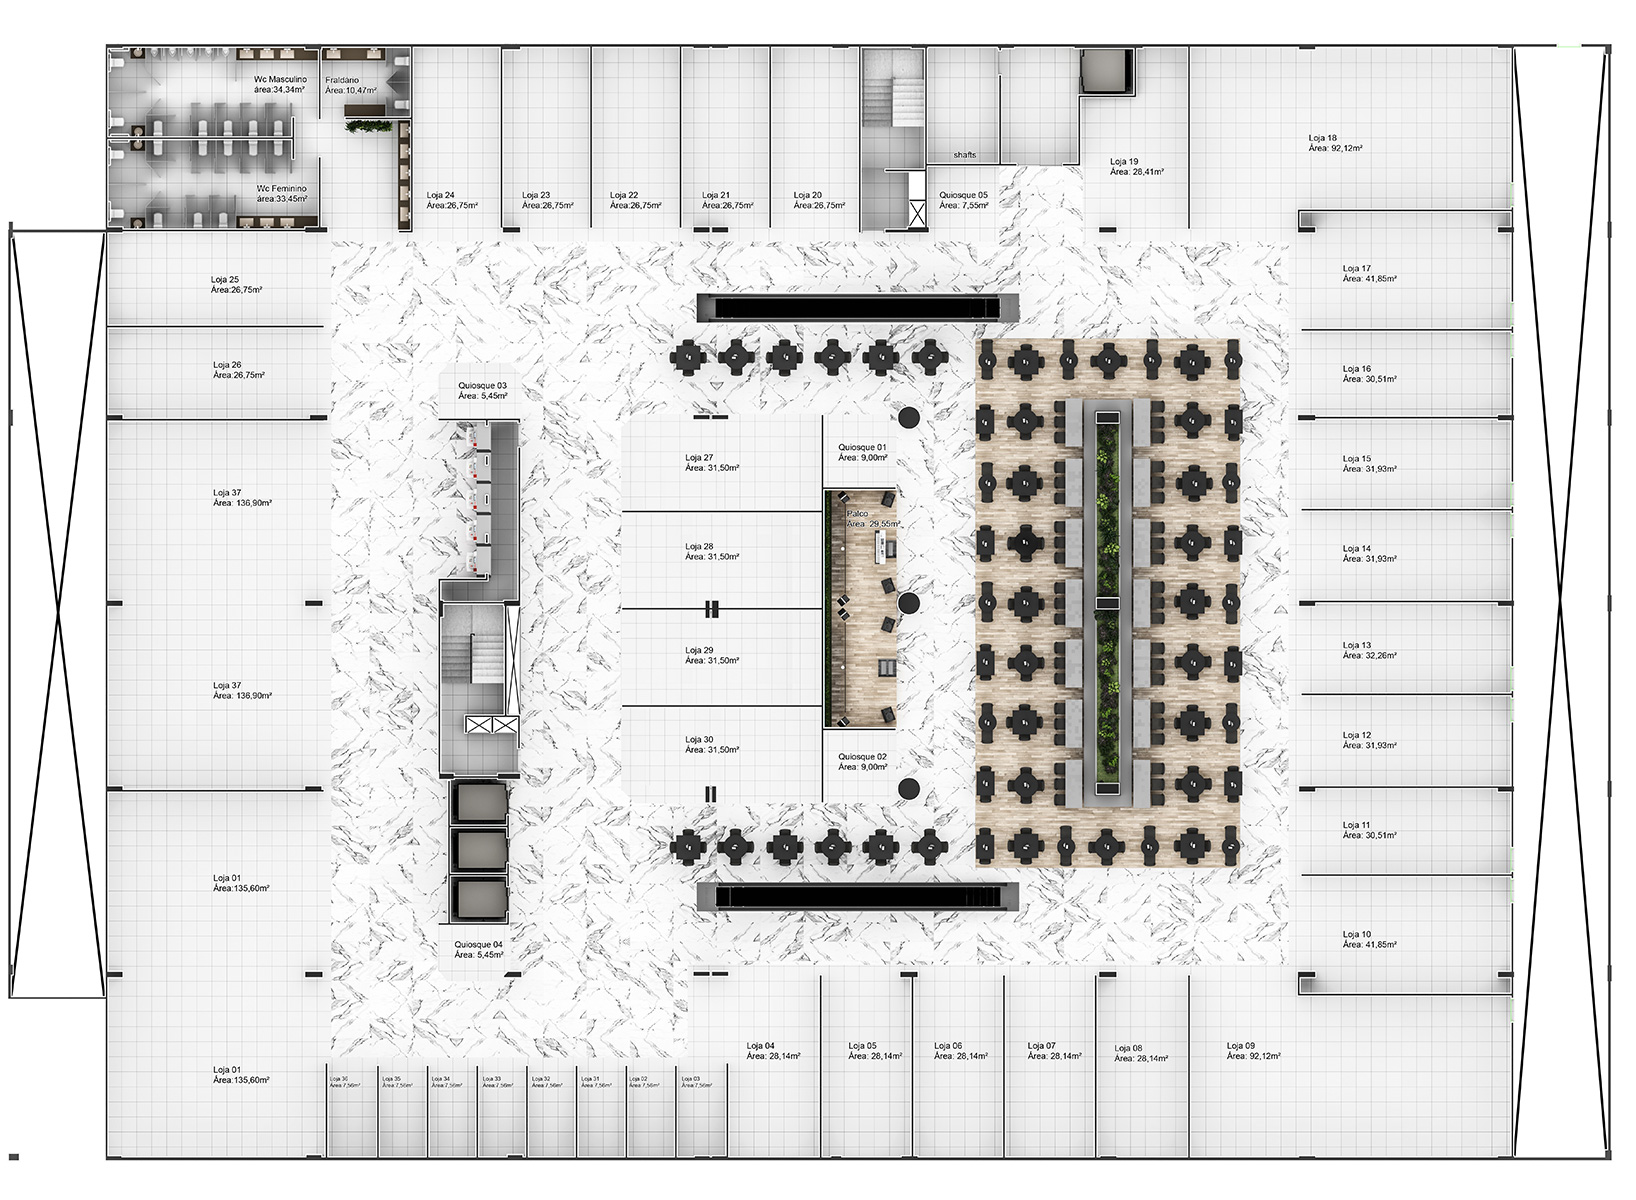 Wc Masculino
área:34,34m²
Fraldário
Área:10,47m²
Wc Feminino
área:33,45m²
Loja 24
Área:26,75m²
Loja 23
Área:26,75m²
Loja 22
Área:26,75m²
Loja 21
Área:26,75m²
Loja 20
Área:26,75m²
shafts
Quiosque 05
Área: 7,55m²
Loja 19
Área: 28,41m²
Loja 18
Área: 92,12m²
Loja 25
Área:26,75m²
Loja 17
Área: 41,85m²
Loja 26
Área:26,75m²
Quiosque 03
Área: 5,45m²
Loja 16
Área: 30,51m²
Loja 27
Área: 31,50m²
Quiosque 01
Área: 9,00m²
Loja 15
Área: 31,93m²
Loja 37
Área: 136,90m²
Palco
Área: 29,55m²
Loja 28
Área: 31,50m²
Loja 14
Área: 31,93m²
Loja 29
Área: 31,50m²
Loja 13
Área: 32,26m²
Loja 37
Área: 136,90m²
Loja 30
Área: 31,50m²
Quiosque 02
Área: 9,00m²
Loja 12
Área: 31,93m²
Loja 11
Área: 30,51m²
Loja 01
Área:135,60m²
Quiosque 04
Área: 5,45m²
Loja 10
Área: 41,85m²
Loja 04
Área: 28,14m²
Loja 05
Área: 28,14m²
Loja 06
Área: 28,14m²
Loja 07
Área: 28,14m²
Loja 08
Área: 28,14m²
Loja 09
Área: 92,12m²
Loja 01
Área:135,60m²
Loja 36
Área:7,56m²
Loja 35
Área:7,56m²
Loja 34
Área:7,56m²
Loja 33
Área:7,56m²
Loja 32
Área:7,56m²
Loja 31
Área:7,56m²
Loja 02
Área:7,56m²
Loja 03
Área:7,56m²